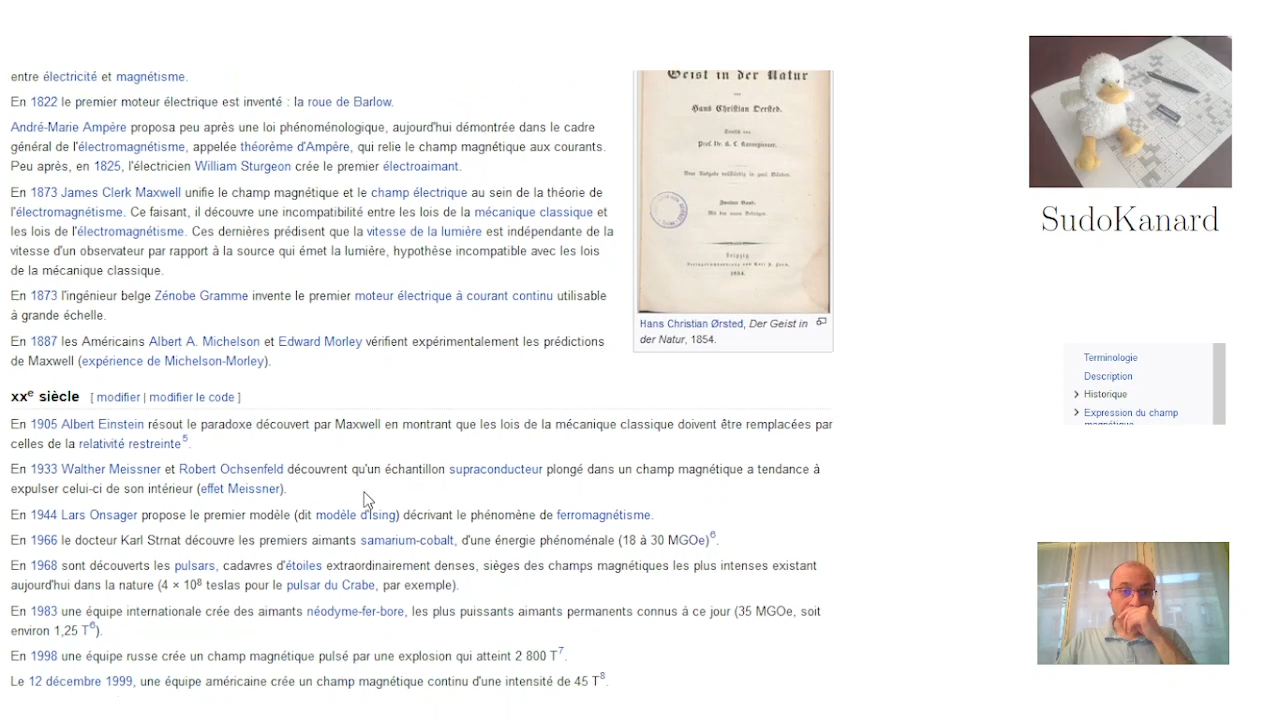 entre électricité et magnétisme.
En 1822 le premier moteur électrique est inventé : la roue de Barlow.
André-Marie Ampère proposa peu après une loi phénoménologique, aujourd'hui démontrée dans le cadre
général de l'électromagnétisme, appelée théorème d'Ampère, qui relie le champ magnétique aux courants.
Peu après, en 1825, l'électricien William Sturgeon crée le premier électroaimant.
En 1873 James Clerk Maxwell unifie le champ magnétique et le champ électrique au sein de la théorie de
l'électromagnétisme. Ce faisant, il découvre une incompatibilité entre les lois de la mécanique classique et
les lois de l'électromagnétisme. Ces dernières prédisent que la vitesse de la lumière est indépendante de la
vitesse d'un observateur par rapport à la source qui émet la lumière, hypothèse incompatible avec les lois
de la mécanique classique.
En 1873 l'ingénieur belge Zénobe Gramme invente le premier moteur électrique à courant continu utilisable
à grande échelle.
En 1887 les Américains Albert A. Michelson et Edward Morley vérifient expérimentalement les prédictions
de Maxwell (expérience de Michelson-Morley).
Geist in der Natur
von
Hans Christian Oersted.
Deutsch von
Zweiter Band.
Leipzig
1854.
Hans Christian Ørsted, Der Geist in
der Natur, 1854.
XXe siècle [ modifier | modifier le code ]
En 1905 Albert Einstein résout le paradoxe découvert par Maxwell en montrant que les lois de la mécanique classique doivent être remplacées par
celles de la relativité restreinte5.
En 1933 Walther Meissner et Robert Ochsenfeld découvrent qu'un échantillon supraconducteur plongé dans un champ magnétique a tendance à
expulser celui-ci de son intérieur (effet Meissner).
En 1944 Lars Onsager propose le premier modèle (dit modèle d'Ising) décrivant le phénomène de ferromagnétisme.
En 1966 le docteur Karl Strnat découvre les premiers aimants samarium-cobalt, d'une énergie phénoménale (18 à 30 MGOe)6.
En 1968 sont découverts les pulsars, cadavres d'étoiles extraordinairement denses, sièges des champs magnétiques les plus intenses existant
aujourd'hui dans la nature (4 × 10⁸ teslas pour le pulsar du Crabe, par exemple).
En 1983 une équipe internationale crée des aimants néodyme-fer-bore, les plus puissants aimants permanents connus à ce jour (35 MGOe, soit
environ 1,25 T6).
En 1998 une équipe russe crée un champ magnétique pulsé par une explosion qui atteint 2 800 T7.
Le 12 décembre 1999, une équipe américaine crée un champ magnétique continu d'une intensité de 45 T8.
SudoKanard
Terminologie
Description
Historique
Expression du champ
magnétique